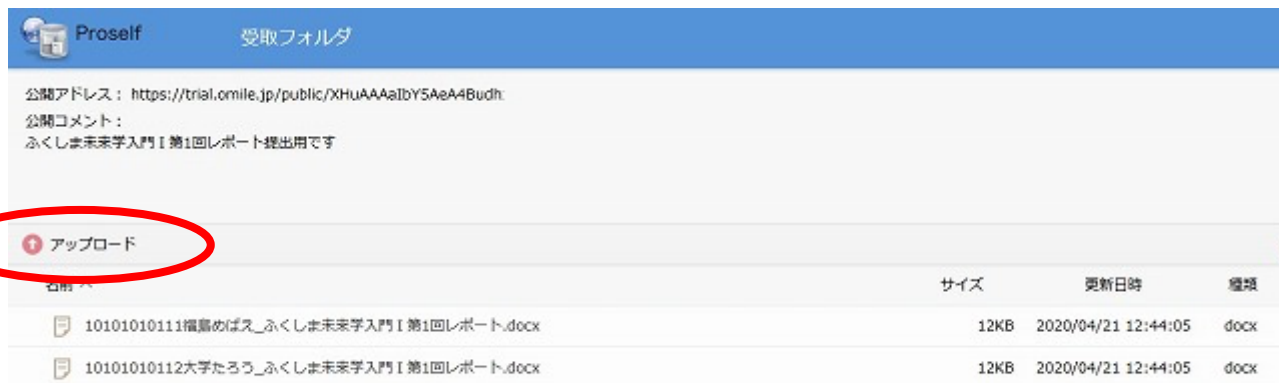 Proself 受取フォルダ
公開アドレス： https://trial.omile.jp/public/XHuAAAaIbY5AeA4Budh
公開コメント：
ふくしま未来学入門Ⅰ第1回レポート提出用です
アップロード
名前 サイズ 更新日時 種類
10101010111福島めばえ_ふくしま未来学入門Ⅰ第1回レポート.docx 12KB 2020/04/21 12:44:05 docx
10101010112大学たろう_ふくしま未来学入門Ⅰ第1回レポート.docx 12KB 2020/04/21 12:44:05 docx